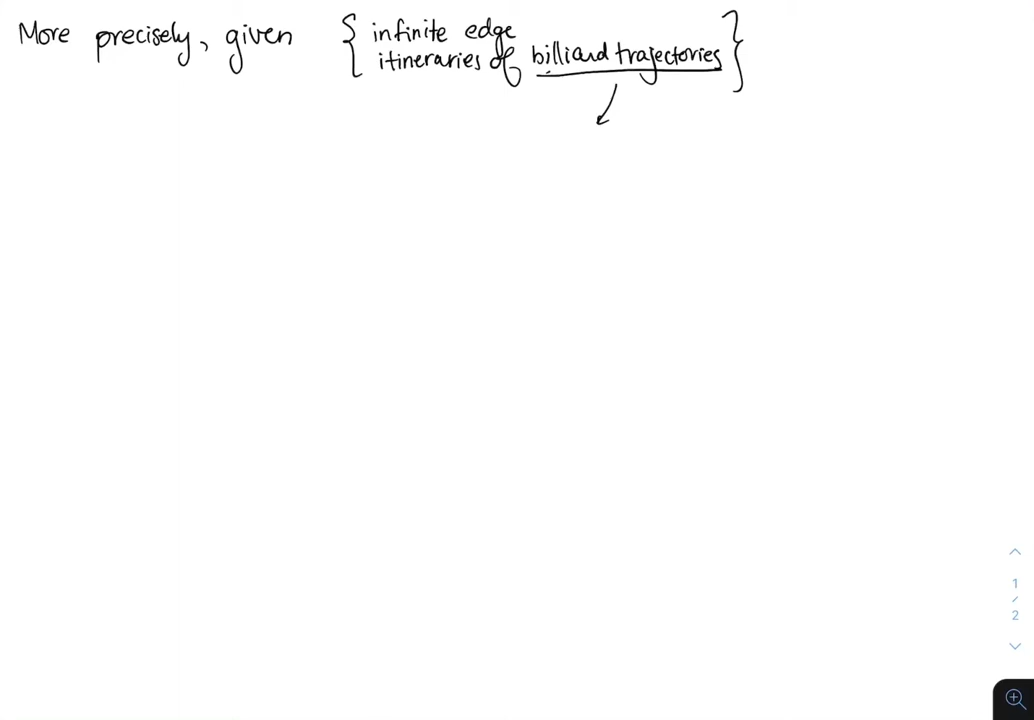 More precisely, given { infinite edge
itineraries of billiard trajectories }
1
/
2